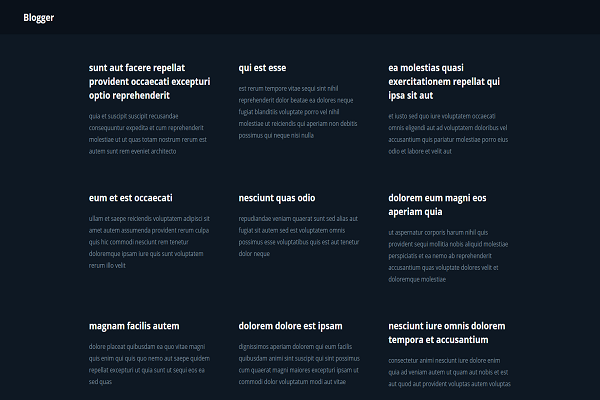 Blogger
sunt aut facere repellat
provident occaecati excepturi
optio reprehenderit
quia et suscipit suscipit recusandae
consequuntur expedita et cum reprehenderit
molestiae ut ut quas totam nostrum rerum est
autem sunt rem eveniet architecto
qui est esse
est rerum tempore vitae sequi sint nihil
reprehenderit dolor beatae ea dolores neque
fugiat blanditiis voluptate porro vel nihil
molestiae ut reiciendis qui aperiam non debitis
possimus qui neque nisi nulla
ea molestias quasi
exercitationem repellat qui
ipsa sit aut
et iusto sed quo iure voluptatem occaecati
omnis eligendi aut ad voluptatem doloribus vel
accusantium quis pariatur molestiae porro eius
odio et labore et velit aut
eum et est occaecati
ullam et saepe reiciendis voluptatem adipisci sit
amet autem assumenda provident rerum culpa
quis hic commodi nesciunt rem tenetur
doloremque ipsam iure quis sunt voluptatem
rerum illo velit
nesciunt quas odio
repudiandae veniam quaerat sunt sed alias aut
fugiat sit autem sed est voluptatem omnis
possimus esse voluptatibus quis est aut tenetur
dolor neque
dolorem eum magni eos
aperiam quia
ut aspernatur corporis harum nihil quis
provident sequi mollitia nobis aliquid molestiae
perspiciatis et ea nemo ab reprehenderit
accusantium quas voluptate dolores velit et
doloremque molestiae
magnam facilis autem
dolore placeat quibusdam ea quo vitae magni
quis enim qui quis quo nemo aut saepe quidem
repellat excepturi ut quia sunt ut sequi eos ea
sed quas
dolorem dolore est ipsam
dignissimos aperiam dolorem qui eum facilis
quibusdam animi sint suscipit qui sint possimus
cum quaerat magni maiores excepturi ipsam ut
commodi dolor voluptatum modi aut vitae
nesciunt iure omnis dolorem
tempora et accusantium
consectetur animi nesciunt iure dolore enim
quia ad veniam autem ut quam aut nobis et est
aut quod aut provident voluptas autem voluptas